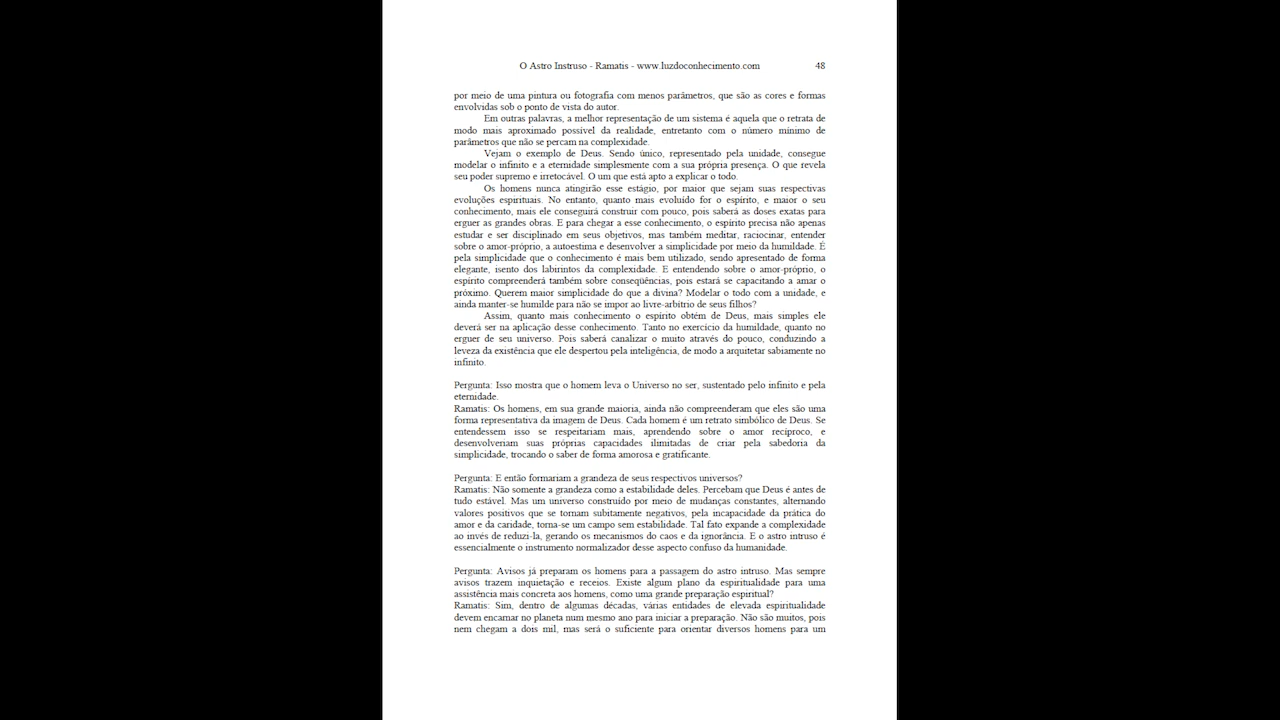 O Astro Instruso - Ramatis - www.luzdoconhecimento.com 48
por meio de uma pintura ou fotografia com menos parâmetros, que são as cores e formas
envolvidas sob o ponto de vista do autor.
Em outras palavras, a melhor representação de um sistema é aquela que o retrata de
modo mais aproximado possível da realidade, entretanto com o número mínimo de
parâmetros que não se percam na complexidade.
Vejam o exemplo de Deus. Sendo único, representado pela unidade, consegue
modelar o infinito e a eternidade simplesmente com a sua própria presença. O que revela
seu poder supremo e irretocável. O um que está apto a explicar o todo.
Os homens nunca atingirão esse estágio, por maior que sejam suas respectivas
evoluções espirituais. No entanto, quanto mais evoluído for o espírito, e maior o seu
conhecimento, mais ele conseguirá construir com pouco, pois saberá as doses exatas para
erguer as grandes obras. E para chegar a esse conhecimento, o espírito precisa não apenas
estudar e ser disciplinado em seus objetivos, mas também meditar, raciocinar, entender
sobre o amor-próprio, a autoestima e desenvolver a simplicidade por meio da humildade. É
pela simplicidade que o conhecimento é mais bem utilizado, sendo apresentado de forma
elegante, isento dos labirintos da complexidade. E entendendo sobre o amor-próprio, o
espírito compreenderá também sobre conseqüências, pois estará se capacitando a amar o
próximo. Querem maior simplicidade do que a divina? Modelar o todo com a unidade, e
ainda manter-se humilde para não se impor ao livre-arbítrio de seus filhos?
Assim, quanto mais conhecimento o espírito obtém de Deus, mais simples ele
deverá ser na aplicação desse conhecimento. Tanto no exercício da humildade, quanto no
erguer de seu universo. Pois saberá canalizar o muito através do pouco, conduzindo a
leveza da existência que ele despertou pela inteligência, de modo a arquitetar sabiamente no
infinito.
Pergunta: Isso mostra que o homem leva o Universo no ser, sustentado pelo infinito e pela
eternidade.
Ramatis: Os homens, em sua grande maioria, ainda não compreenderam que eles são uma
forma representativa da imagem de Deus. Cada homem é um retrato simbólico de Deus. Se
entendessem isso se respeitariam mais, aprendendo sobre o amor recíproco, e
desenvolveriam suas próprias capacidades ilimitadas de criar pela sabedoria da
simplicidade, trocando o saber de forma amorosa e gratificante.
Pergunta: E então formariam a grandeza de seus respectivos universos?
Ramatis: Não somente a grandeza como a estabilidade deles. Percebam que Deus é antes de
tudo estável. Mas um universo construído por meio de mudanças constantes, alternando
valores positivos que se tornam subitamente negativos, pela incapacidade da prática do
amor e da caridade, torna-se um campo sem estabilidade. Tal fato expande a complexidade
ao invés de reduzi-la, gerando os mecanismos do caos e da ignorância. E o astro intruso é
essencialmente o instrumento normalizador desse aspecto confuso da humanidade.
Pergunta: Avisos já preparam os homens para a passagem do astro intruso. Mas sempre
avisos trazem inquietação e receios. Existe algum plano da espiritualidade para uma
assistência mais concreta aos homens, como uma grande preparação espiritual?
Ramatis: Sim, dentro de algumas décadas, várias entidades de elevada espiritualidade
devem encarnar no planeta num mesmo ano para iniciar a preparação. Não são muitos, pois
nem chegam a dois mil, mas será o suficiente para orientar diversos homens para um